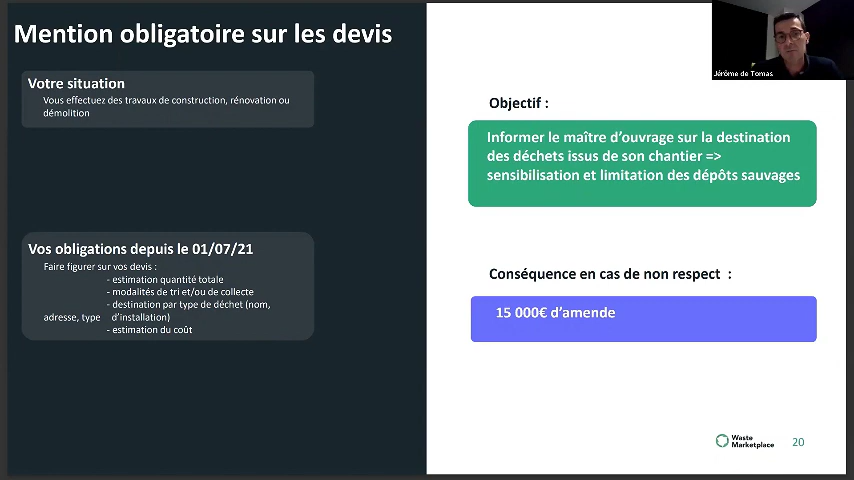 Mention obligatoire sur les devis
Votre situation
Vous effectuez des travaux de construction, rénovation ou
démolition
Vos obligations depuis le 01/07/21
Faire figurer sur vos devis :
- estimation quantité totale
- modalités de tri et/ou de collecte
- destination par type de déchet (nom,
adresse, type d’installation)
- estimation du coût
Jérôme de Tomas
Objectif :
Informer le maître d’ouvrage sur la destination
des déchets issus de son chantier =>
sensibilisation et limitation des dépôts sauvages
Conséquence en cas de non respect :
15 000€ d’amende
Waste
Marketplace
20